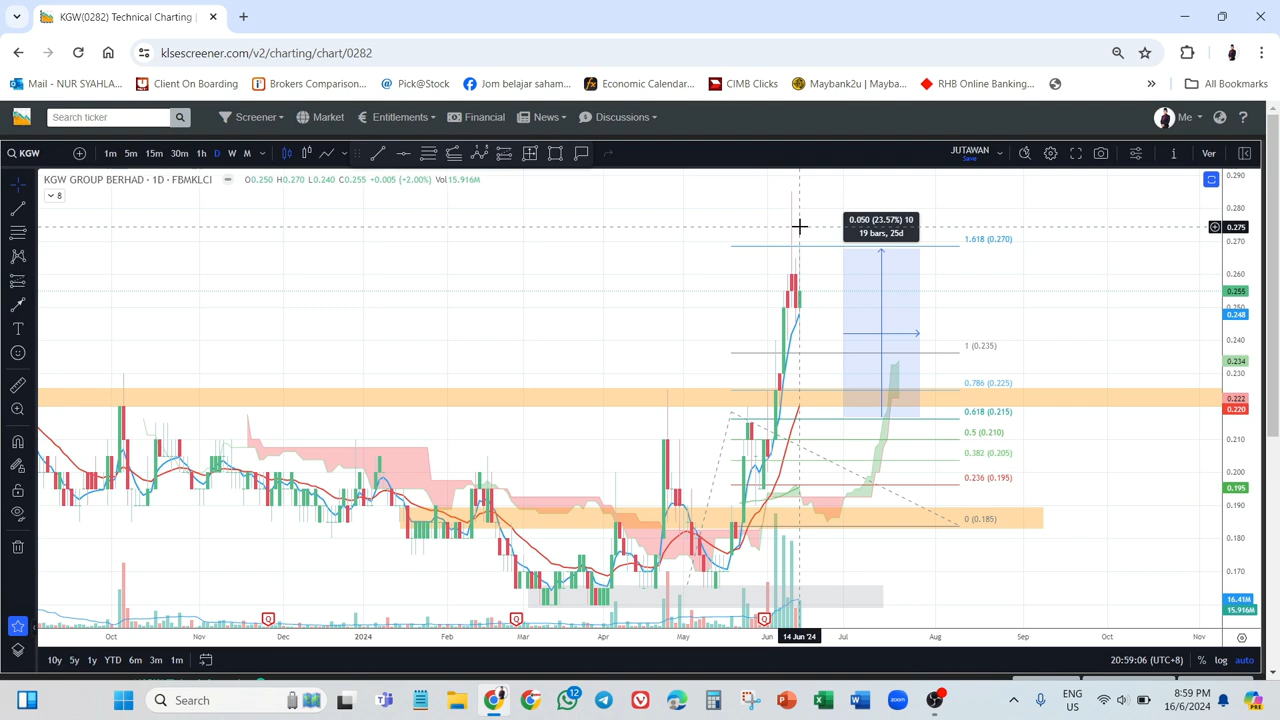 KGW(0282) Technical Charting |
klsescreener.com/v2/charting/chart/0282
Mail - NUR SYAHLA... Client On Boarding Brokers Comparison... Pick@Stock Jom belajar saham... Economic Calendar... CIMB Clicks Maybank2u | Mayba... RHB Online Banking... » All Bookmarks
Search ticker Screener Market Entitlements Financial News Discussions Me
KGW 1m 5m 15m 30m 1h D W M JUTAWAN Save Ver
KGW GROUP BERHAD · 1D · FBMKLCI O0.250 H0.270 L0.240 C0.255 +0.005 (+2.00%) Vol15.916M
8
0.050 (23.57%) 10
19 bars, 25d
1.618 (0.270)
1 (0.235)
0.786 (0.225)
0.618 (0.215)
0.5 (0.210)
0.382 (0.205)
0.236 (0.195)
0 (0.185)
0.290
0.280
0.275
0.270
0.260
0.255
0.248
0.240
0.234
0.230
0.222
0.220
0.210
0.200
0.195
0.190
0.180
0.170
16.41M
15.916M
Q Q Q
Oct Nov Dec 2024 Feb Mar Apr May Jun 14 Jun '24 Jul Aug Sep Oct Nov
10y 5y 1y YTD 6m 3m 1m 20:59:06 (UTC+8) % log auto
Search 12 zoom ENG US 8:59 PM 16/6/2024 PRE